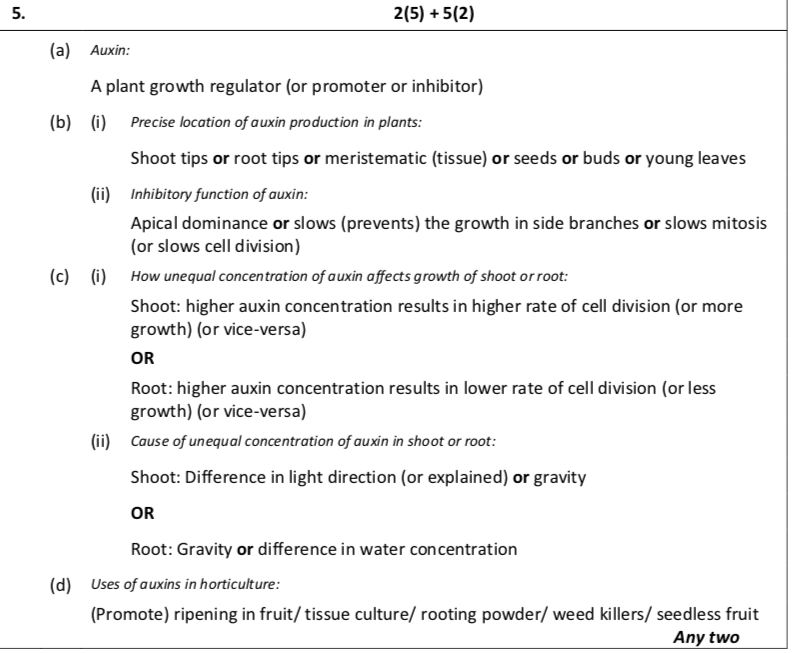 5. 2(5) + 5(2)
(a) Auxin:
A plant growth regulator (or promoter or inhibitor)
(b) (i) Precise location of auxin production in plants:
Shoot tips or root tips or meristematic (tissue) or seeds or buds or young leaves
(ii) Inhibitory function of auxin:
Apical dominance or slows (prevents) the growth in side branches or slows mitosis
(or slows cell division)
(c) (i) How unequal concentration of auxin affects growth of shoot or root:
Shoot: higher auxin concentration results in higher rate of cell division (or more
growth) (or vice-versa)
OR
Root: higher auxin concentration results in lower rate of cell division (or less
growth) (or vice-versa)
(ii) Cause of unequal concentration of auxin in shoot or root:
Shoot: Difference in light direction (or explained) or gravity
OR
Root: Gravity or difference in water concentration
(d) Uses of auxins in horticulture:
(Promote) ripening in fruit/ tissue culture/ rooting powder/ weed killers/ seedless fruit
Any two